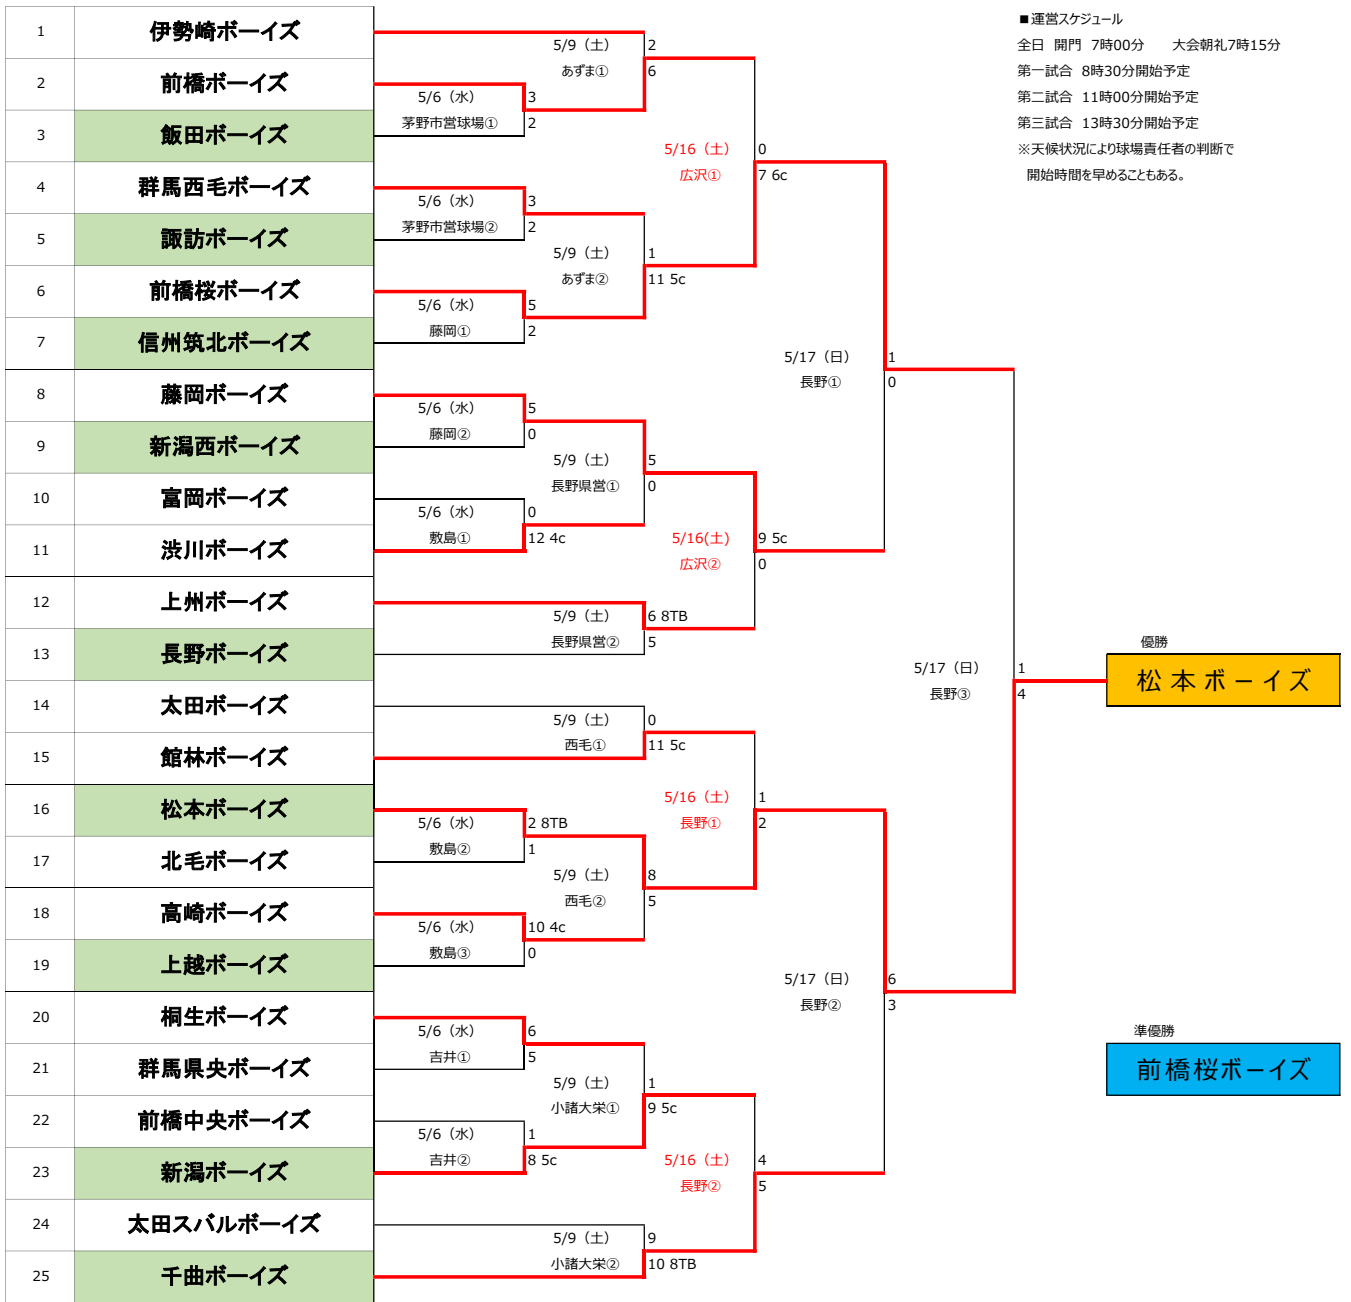 ■運営スケジュール
全日 開門 7時00分 大会朝礼7時15分
第一試合 8時30分開始予定
第二試合 11時00分開始予定
第三試合 13時30分開始予定
※天候状況により球場責任者の判断で
開始時間を早めることもある。
1 伊勢崎ボーイズ
2 前橋ボーイズ
3 飯田ボーイズ
4 群馬西毛ボーイズ
5 諏訪ボーイズ
6 前橋桜ボーイズ
7 信州筑北ボーイズ
8 藤岡ボーイズ
9 新潟西ボーイズ
10 富岡ボーイズ
11 渋川ボーイズ
12 上州ボーイズ
13 長野ボーイズ
14 太田ボーイズ
15 館林ボーイズ
16 松本ボーイズ
17 北毛ボーイズ
18 高崎ボーイズ
19 上越ボーイズ
20 桐生ボーイズ
21 群馬県央ボーイズ
22 前橋中央ボーイズ
23 新潟ボーイズ
24 太田スバルボーイズ
25 千曲ボーイズ
5/6（水） 3
茅野市営球場① 2
5/6（水） 3
茅野市営球場② 2
5/6（水） 5
藤岡① 2
5/6（水） 5
藤岡② 0
5/6（水） 0
敷島① 12 4c
5/6（水） 2 8TB
敷島② 1
5/6（水） 10 4c
敷島③ 0
5/6（水） 6
吉井① 5
5/6（水） 1
吉井② 8 5c
5/9（土） 2
あずま① 6
5/9（土） 1
あずま② 11 5c
5/9（土） 5
長野県営① 0
5/9（土） 6 8TB
長野県営② 5
5/9（土） 0
西毛① 11 5c
5/9（土） 8
西毛② 5
5/9（土） 1
小諸大栄① 9 5c
5/9（土） 9
小諸大栄② 10 8TB
5/16（土） 0
広沢① 7 6c
5/16(土) 9 5c
広沢② 0
5/16（土） 1
長野① 2
5/16（土） 4
長野② 5
5/17（日） 1
長野① 0
5/17（日） 6
長野② 3
5/17（日） 1
長野③ 4
優勝
松本ボーイズ
準優勝
前橋桜ボーイズ